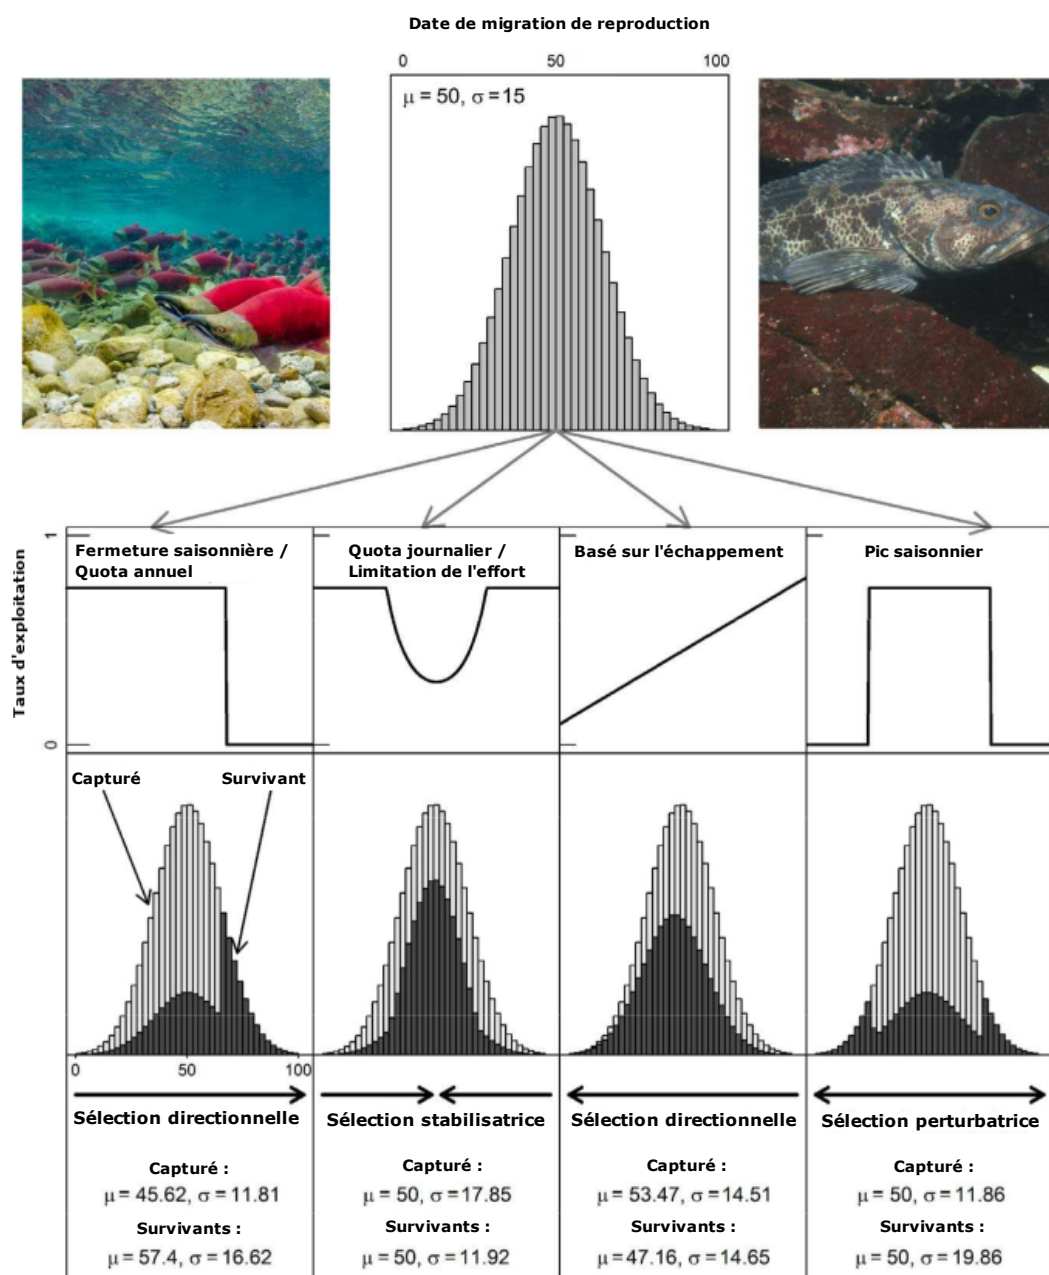 Date de migration de reproduction
0 50 100
μ = 50, σ = 15
Taux d'exploitation
1
0
Fermeture saisonnière /
Quota annuel
Quota journalier /
Limitation de l'effort
Basé sur l'échappement
Pic saisonnier
Capturé
Survivant
0 50 100
Sélection directionnelle
Sélection stabilisatrice
Sélection directionnelle
Sélection perturbatrice
Capturé :
μ = 45.62, σ = 11.81
Survivants :
μ = 57.4, σ = 16.62
Capturé :
μ = 50, σ = 17.85
Survivants :
μ = 50, σ = 11.92
Capturé :
μ = 53.47, σ = 14.51
Survivants :
μ = 47.16, σ = 14.65
Capturé :
μ = 50, σ = 11.86
Survivants :
μ = 50, σ = 19.86